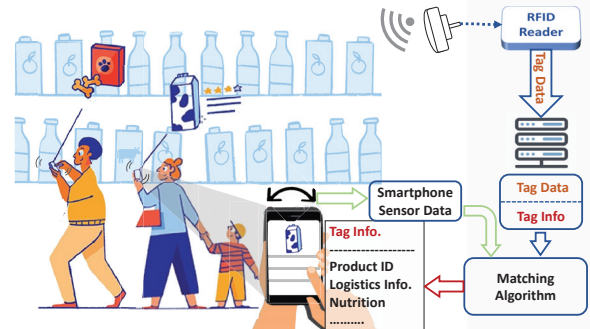 RFID
Reader
Tag Data
Tag Data
Tag Info
Smartphone
Sensor Data
Tag Info.
Product ID
Logistics Info.
Nutrition
..........
Matching
Algorithm